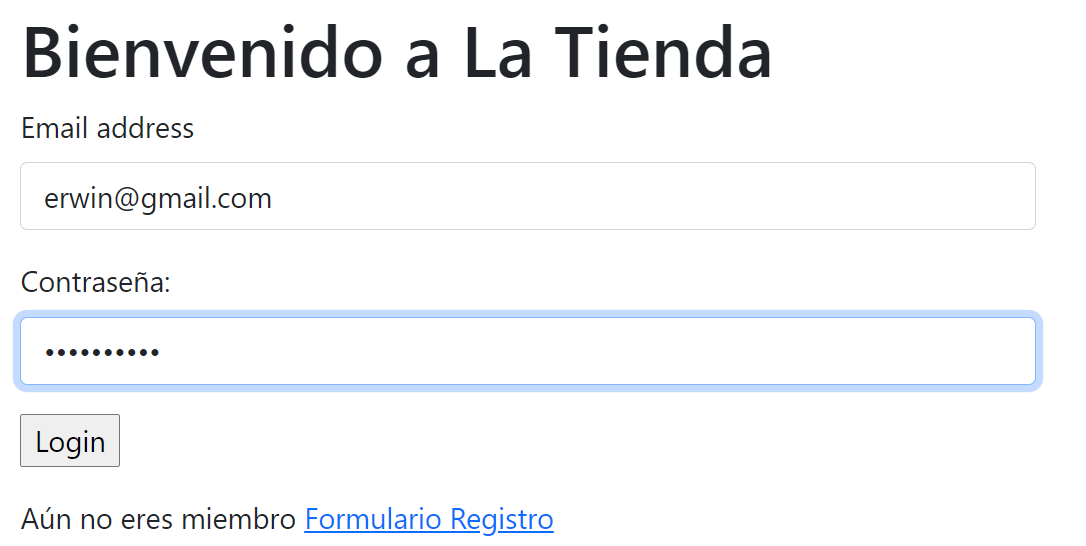 Bienvenido a La Tienda
Email address
erwin@gmail.com
Contraseña:
••••••••••
Login
Aún no eres miembro Formulario Registro